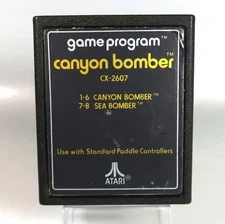 game program™
canyon bomber™
CX-2607
1-6 CANYON BOMBER™
7-8 SEA BOMBER™
Use with Standard Paddle Controllers
ATARI